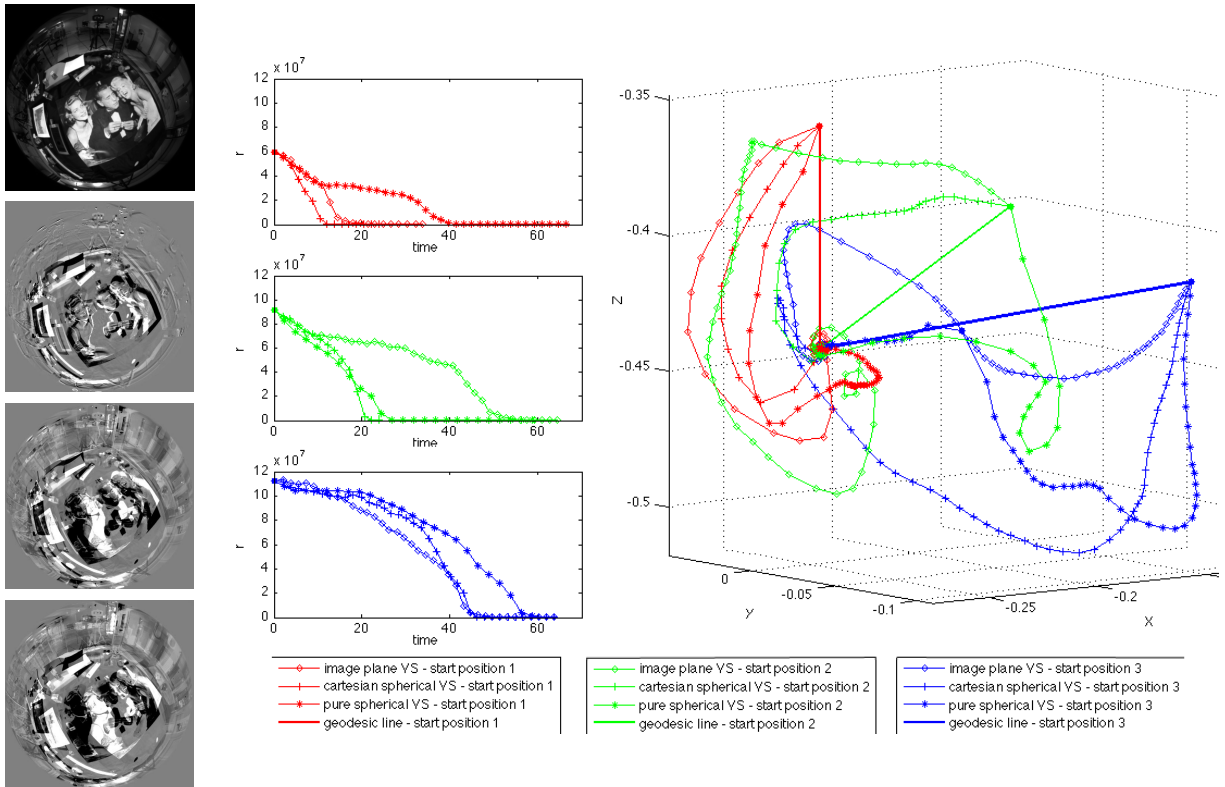 x 10^7
12
10
8
6
4
2
0
r
0 20 40 60
time
x 10^7
12
10
8
6
4
2
0
r
0 20 40 60
time
x 10^7
12
10
8
6
4
2
0
r
0 20 40 60
time
-0.35
-0.4
-0.45
-0.5
Z
0
-0.05
-0.1
Y
-0.25
-0.2
X
image plane VS - start position 1
cartesian spherical VS - start position 1
pure spherical VS - start position 1
geodesic line - start position 1
image plane VS - start position 2
cartesian spherical VS - start position 2
pure spherical VS - start position 2
geodesic line - start position 2
image plane VS - start position 3
cartesian spherical VS - start position 3
pure spherical VS - start position 3
geodesic line - start position 3